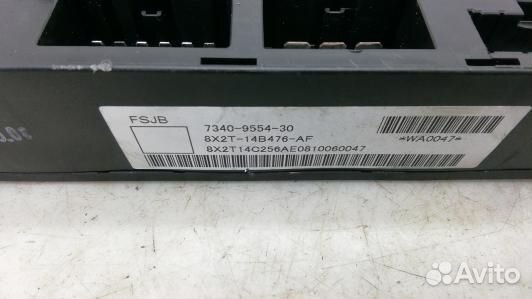 FSJB
7340-9554-30
8X2T-14B476-AF
8X2T14C256AE0810060047
*WA0047*
Avito